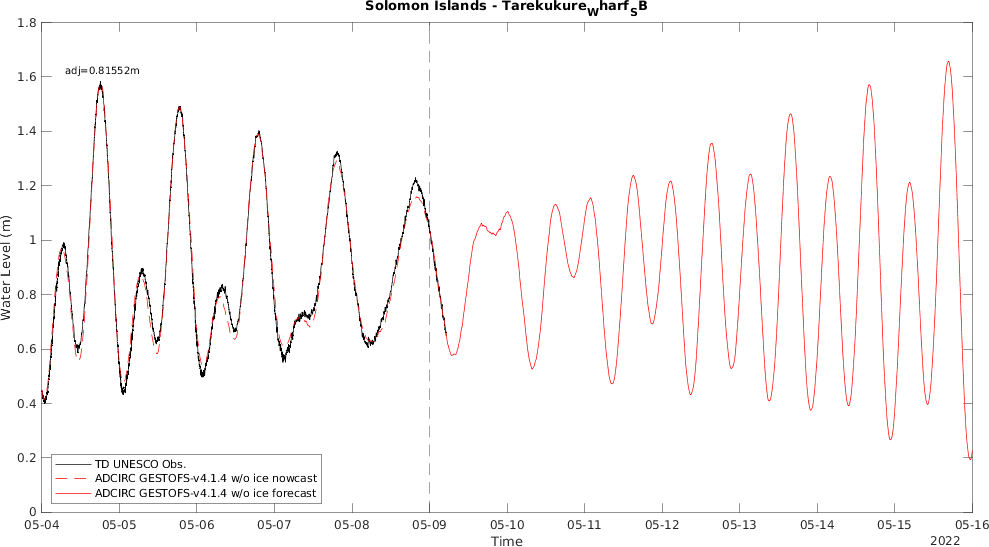 Solomon Islands - Tarekukure_Wharf_SB
1.8
1.6
1.4
1.2
1
0.8
0.6
0.4
0.2
0
Water Level (m)
adj=0.81552m
TD UNESCO Obs.
ADCIRC GESTOFS-v4.1.4 w/o ice nowcast
ADCIRC GESTOFS-v4.1.4 w/o ice forecast
05-04 05-05 05-06 05-07 05-08 05-09 05-10 05-11 05-12 05-13 05-14 05-15 05-16
Time
2022